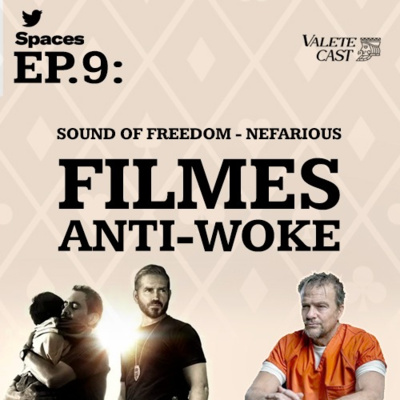 Spaces
VALETE
CAST
EP.9:
SOUND OF FREEDOM - NEFARIOUS
FILMES
ANTI-WOKE